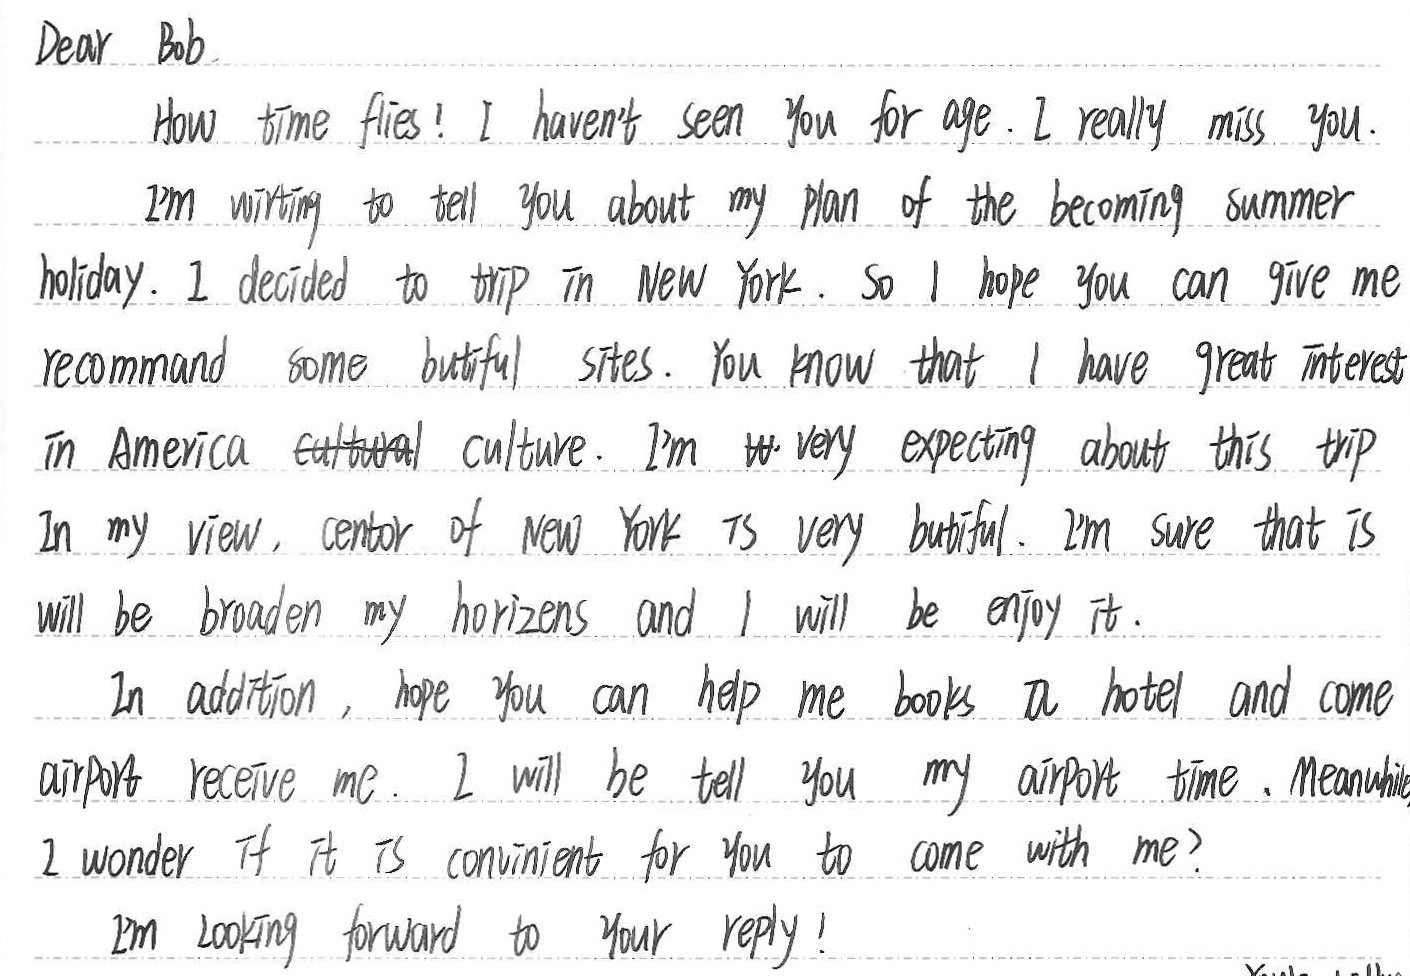 Dear Bob.
How time flies! I haven't seen you for age. I really miss you.
I'm wirting to tell you about my plan of the becoming summer
holiday. I decided to trip in New York. So I hope you can give me
recommand some butiful sites. You know that I have great interest
in America cultural culture. I'm very expecting about this trip
In my view, centor of New York is very butiful. I'm sure that is
will be broaden my horizens and I will be enjoy it.
In addition, hope you can help me books a hotel and come
airport receive me. I will be tell you my airport time. Meanwhile,
I wonder if it is convinient for you to come with me?
I'm Looking forward to your reply!